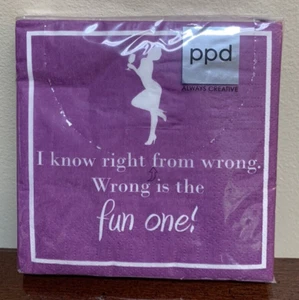 ppd
ALWAYS CREATIVE
I know right from wrong.
Wrong is the
fun one!